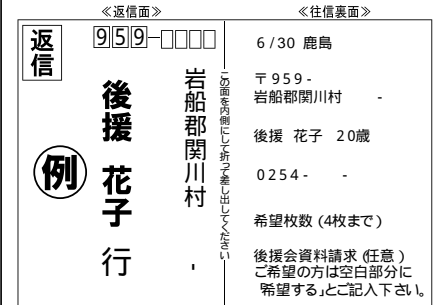 ≪返信面≫
返信
959-□□□□
岩船郡関川村 -
後援 花子 行
例
この面を内側にして折って差し出してください
≪往信裏面≫
6/30 鹿島
〒959-
岩船郡関川村 -
後援 花子 20歳
0254- -
希望枚数(4枚まで)
後援会資料請求(任意)
ご希望の方は空白部分に
「希望する」とご記入下さい。